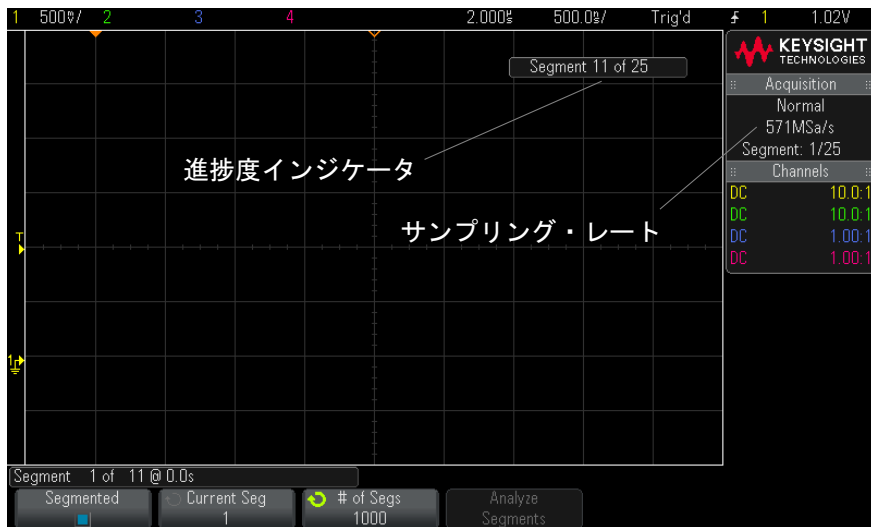 1 500㎷/ 2 3 4 2.000㎲ 500.0㎱/ Trig'd 1 1.02V
KEYSIGHT
TECHNOLOGIES
Segment 11 of 25
Acquisition
Normal
571MSa/s
Segment: 1/25
進捗度インジケータ
サンプリング・レート
Channels
DC 10.0:1
DC 10.0:1
DC 1.00:1
DC 1.00:1
T
1
Segment 1 of 11 @ 0.0s
Segmented
Current Seg
1
# of Segs
1000
Analyze
Segments